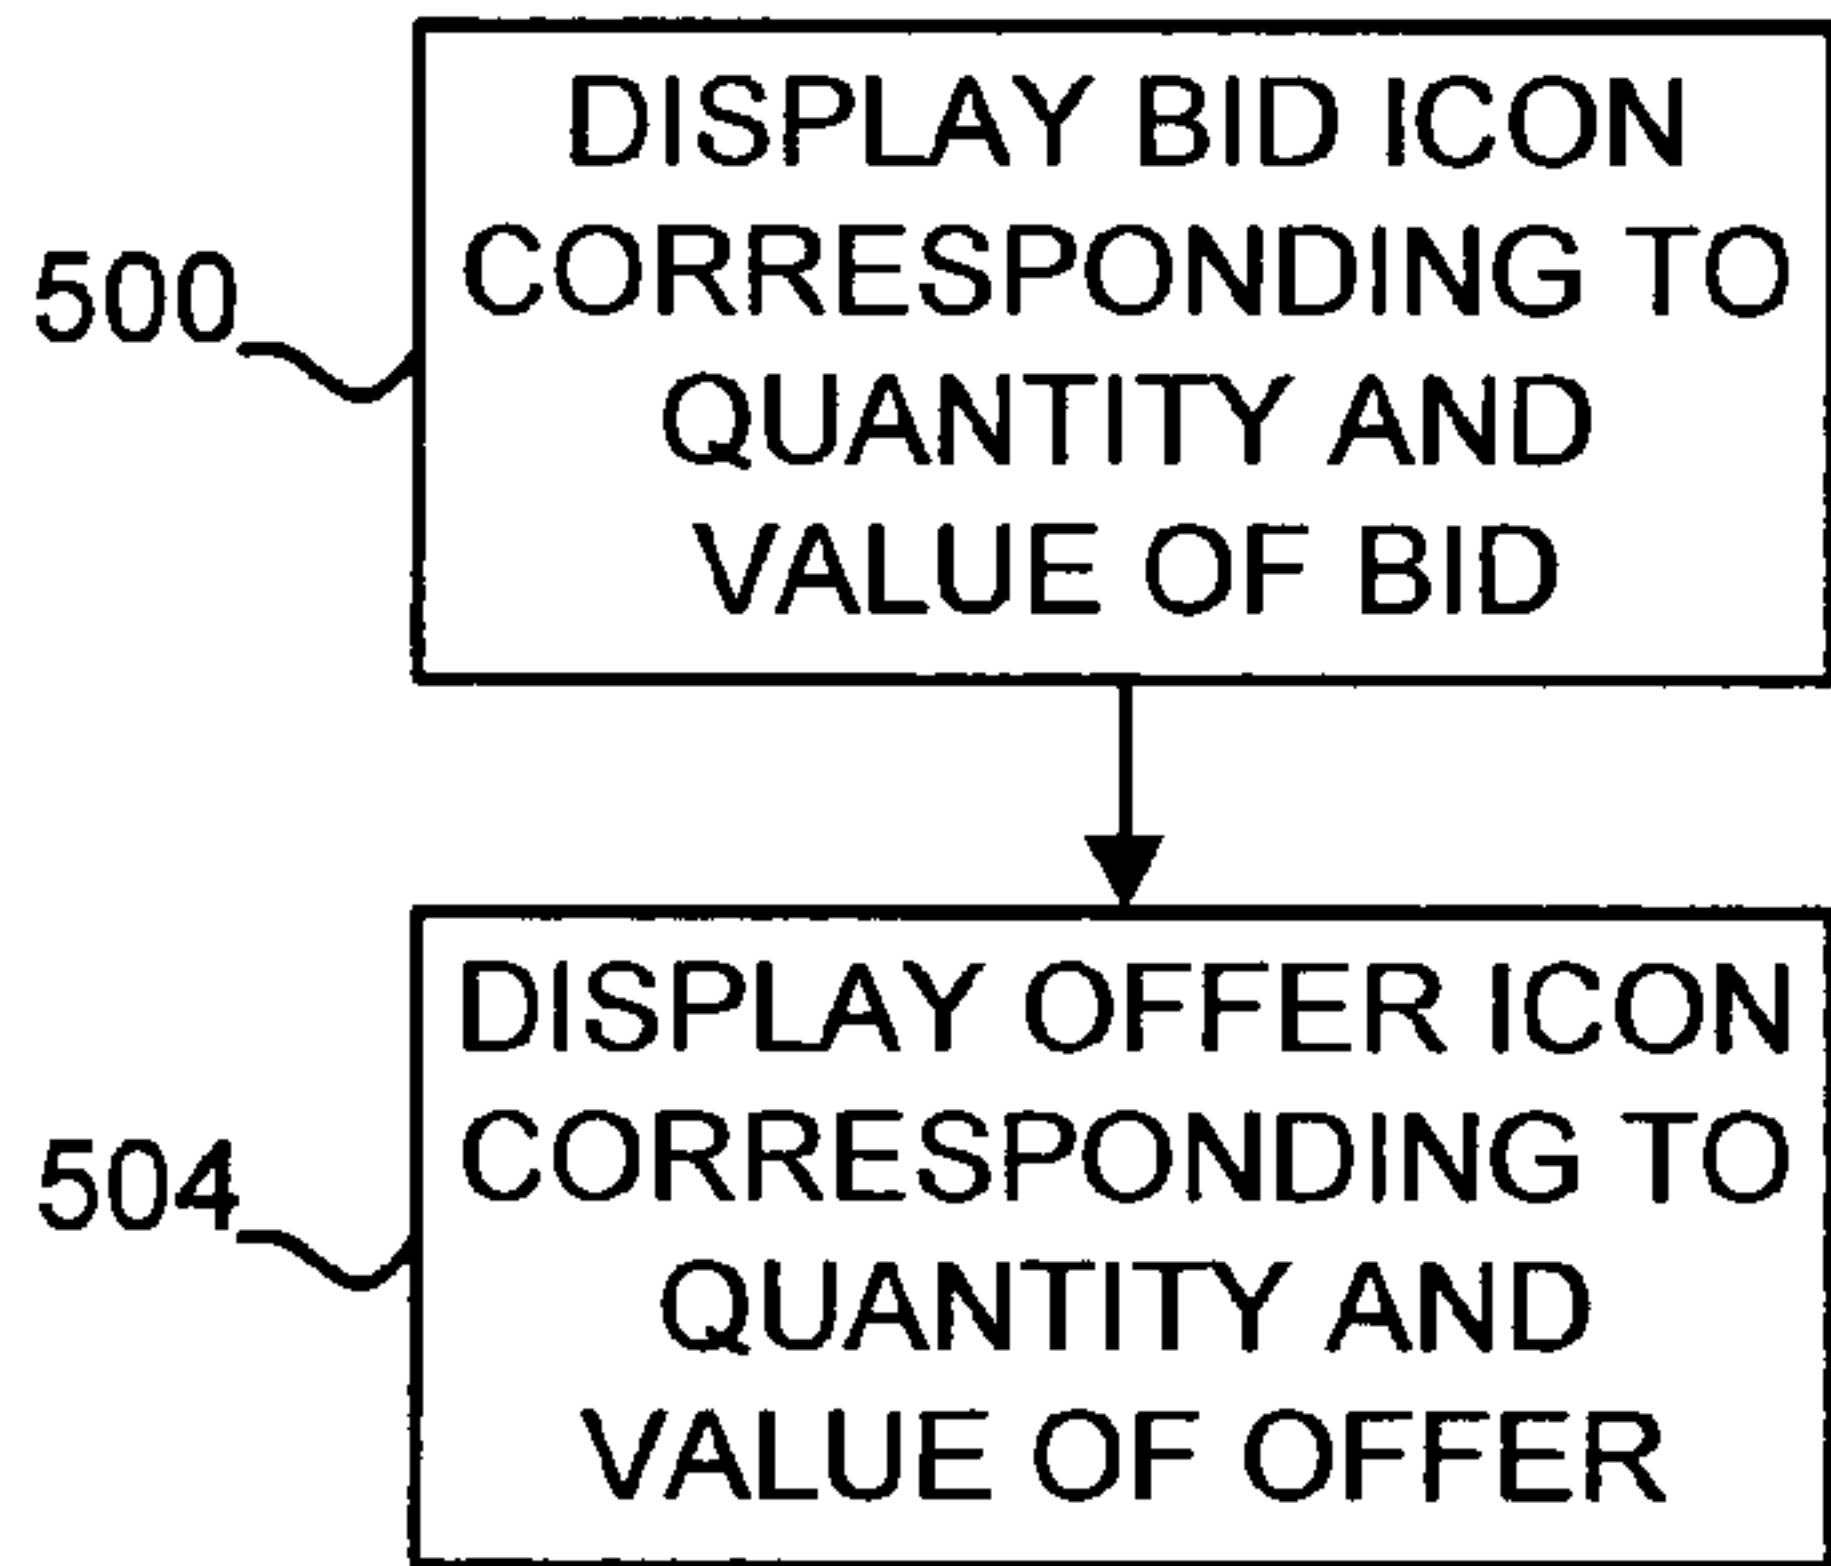 500
DISPLAY BID ICON
CORRESPONDING TO
QUANTITY AND
VALUE OF BID
504
DISPLAY OFFER ICON
CORRESPONDING TO
QUANTITY AND
VALUE OF OFFER